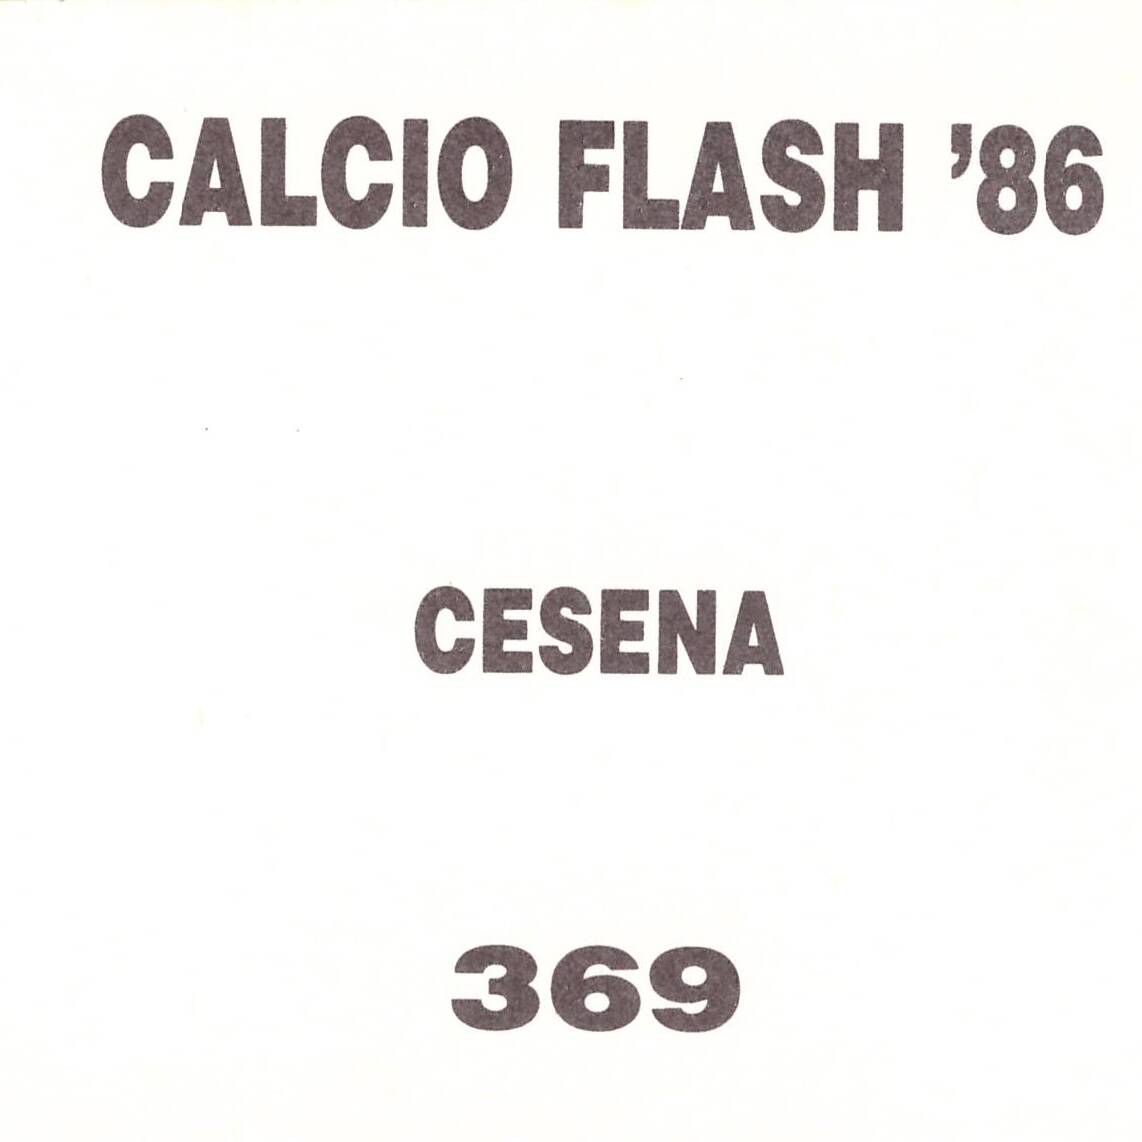 CALCIO FLASH ’86
CESENA
369